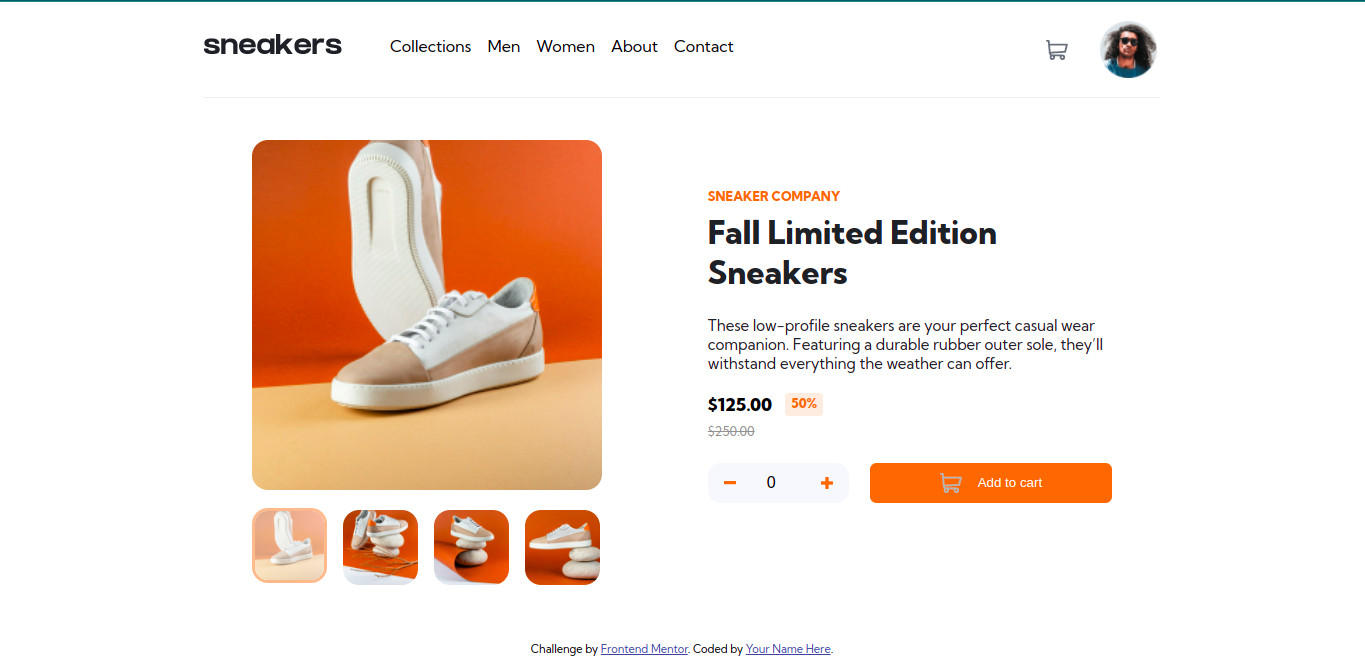 sneakers Collections Men Women About Contact
SNEAKER COMPANY
Fall Limited Edition
Sneakers
These low-profile sneakers are your perfect casual wear
companion. Featuring a durable rubber outer sole, they’ll
withstand everything the weather can offer.
$125.00 50%
$250.00
0 Add to cart
Challenge by Frontend Mentor. Coded by Your Name Here.